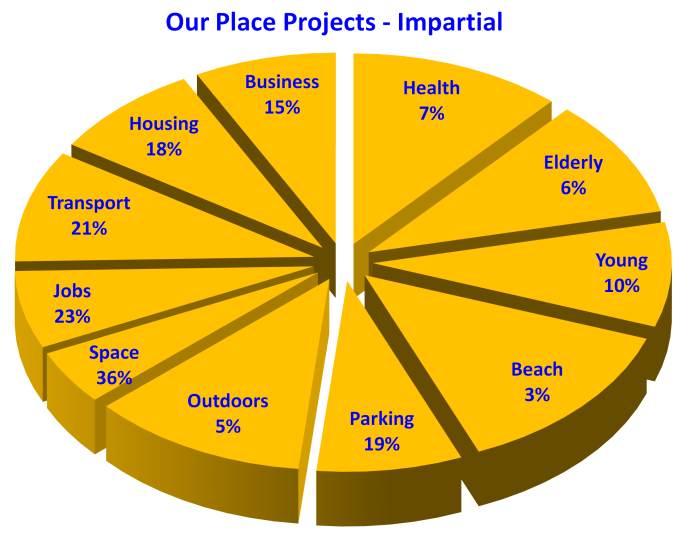 Our Place Projects - Impartial
Health
7%
Elderly
6%
Young
10%
Beach
3%
Parking
19%
Outdoors
5%
Space
36%
Jobs
23%
Transport
21%
Housing
18%
Business
15%